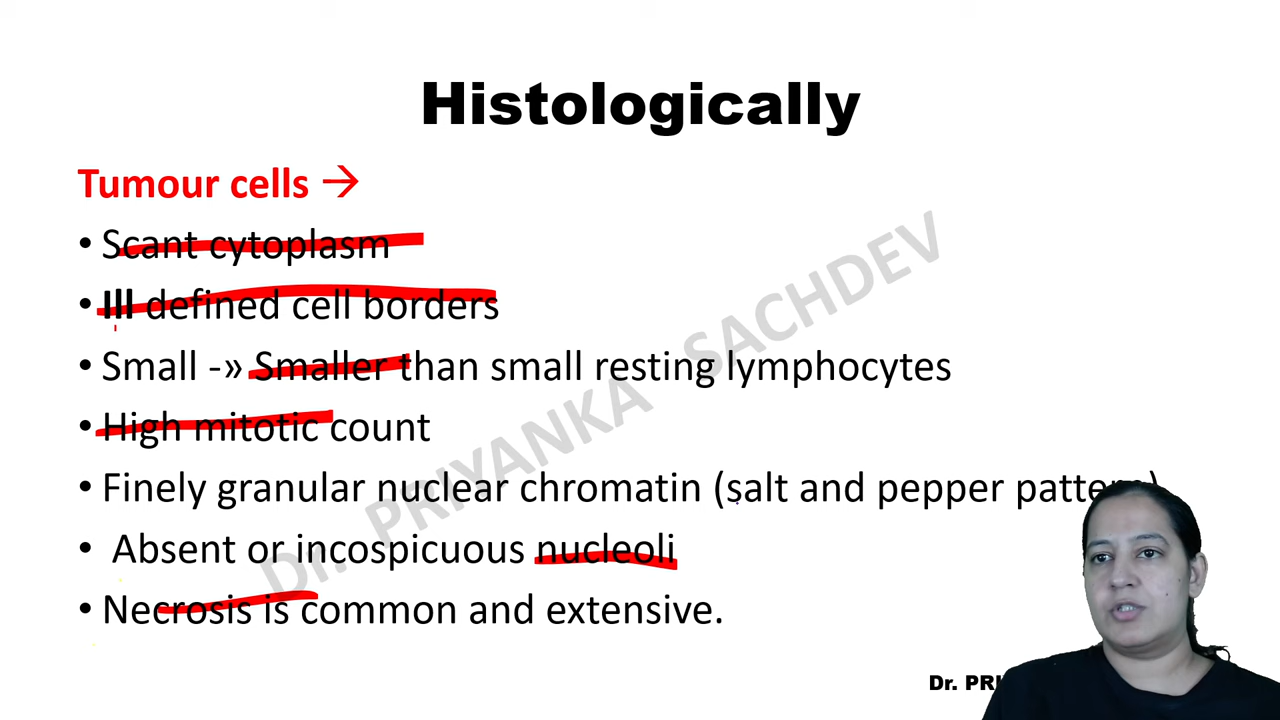 Histologically
Tumour cells →
• Scant cytoplasm
• Ill defined cell borders
• Small -» Smaller than small resting lymphocytes
• High mitotic count
• Finely granular nuclear chromatin (salt and pepper pattern)
• Absent or incospicuous nucleoli
• Necrosis is common and extensive.
Dr. PRIYANKA SACHDEV
Dr.